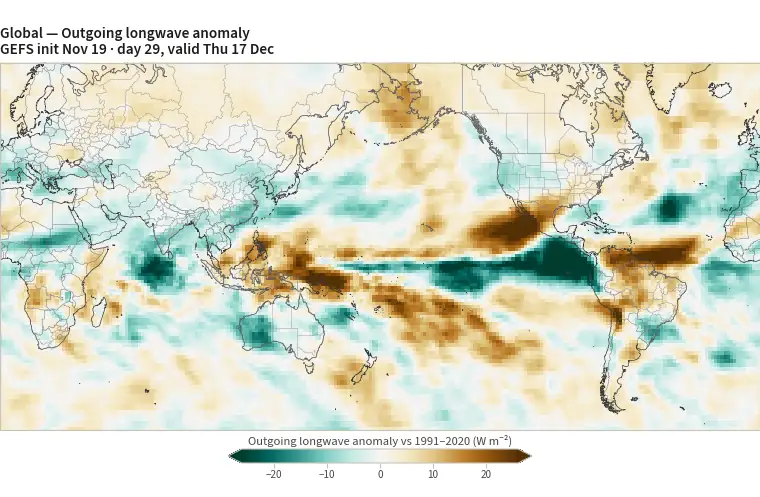 Global — Outgoing longwave anomaly
GEFS init Nov 19 · day 29, valid Thu 17 Dec
Outgoing longwave anomaly vs 1991–2020 (W m⁻²)
−20 −10 0 10 20